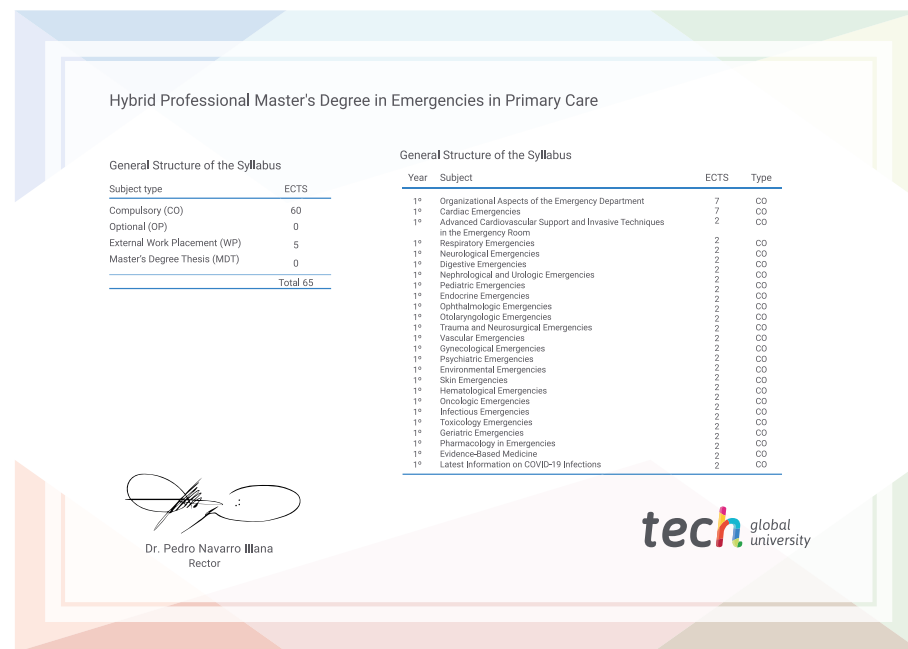 Hybrid Professional Master's Degree in Emergencies in Primary Care
General Structure of the Syllabus
Subject type ECTS
Compulsory (CO) 60
Optional (OP) 0
External Work Placement (WP) 5
Master's Degree Thesis (MDT) 0
Total 65
General Structure of the Syllabus
Year Subject ECTS Type
1º Organizational Aspects of the Emergency Department 7 CO
1º Cardiac Emergencies 7 CO
1º Advanced Cardiovascular Support and Invasive Techniques 2 CO
in the Emergency Room
1º Respiratory Emergencies 2 CO
1º Neurological Emergencies 2 CO
1º Digestive Emergencies 2 CO
1º Nephrological and Urologic Emergencies 2 CO
1º Pediatric Emergencies 2 CO
1º Endocrine Emergencies 2 CO
1º Ophthalmologic Emergencies 2 CO
1º Otolaryngologic Emergencies 2 CO
1º Trauma and Neurosurgical Emergencies 2 CO
1º Vascular Emergencies 2 CO
1º Gynecological Emergencies 2 CO
1º Psychiatric Emergencies 2 CO
1º Environmental Emergencies 2 CO
1º Skin Emergencies 2 CO
1º Hematological Emergencies 2 CO
1º Oncologic Emergencies 2 CO
1º Infectious Emergencies 2 CO
1º Toxicology Emergencies 2 CO
1º Geriatric Emergencies 2 CO
1º Pharmacology in Emergencies 2 CO
1º Evidence-Based Medicine 2 CO
1º Latest Information on COVID-19 Infections 2 CO
Dr. Pedro Navarro Illana
Rector
tech global
university